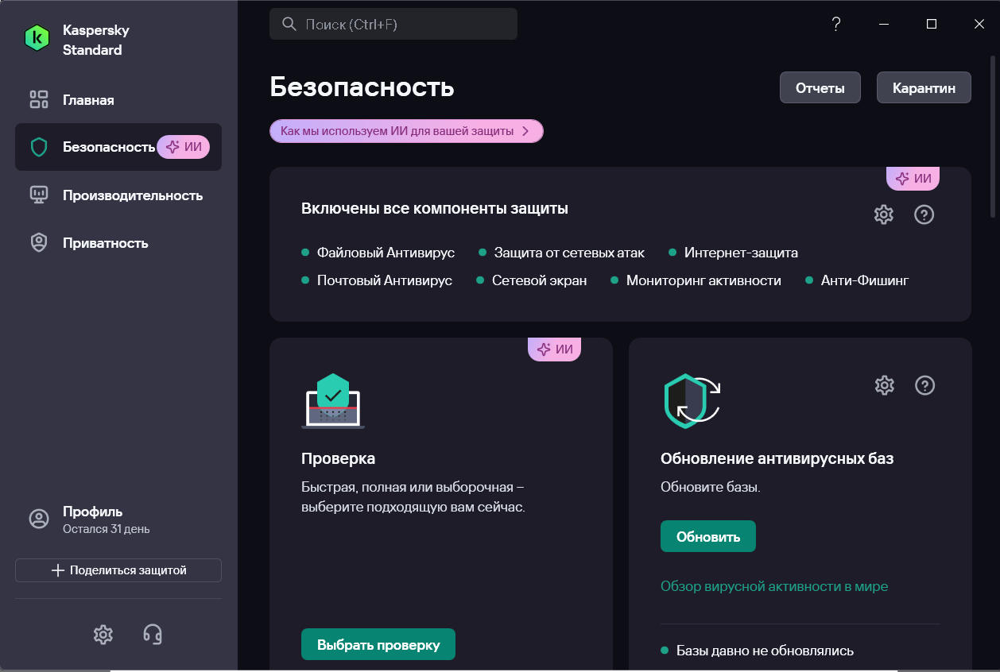 Kaspersky
Standard
Поиск (Ctrl+F)
?
Главная
Безопасность
ИИ
Производительность
Приватность
Безопасность
Отчеты
Карантин
Как мы используем ИИ для вашей защиты
ИИ
Включены все компоненты защиты
?
Файловый Антивирус
Защита от сетевых атак
Интернет-защита
Почтовый Антивирус
Сетевой экран
Мониторинг активности
Анти-Фишинг
ИИ
Проверка
Быстрая, полная или выборочная –
выберите подходящую вам сейчас.
Выбрать проверку
?
Обновление антивирусных баз
Обновите базы.
Обновить
Обзор вирусной активности в мире
Базы давно не обновлялись
Профиль
Остался 31 день
Поделиться защитой